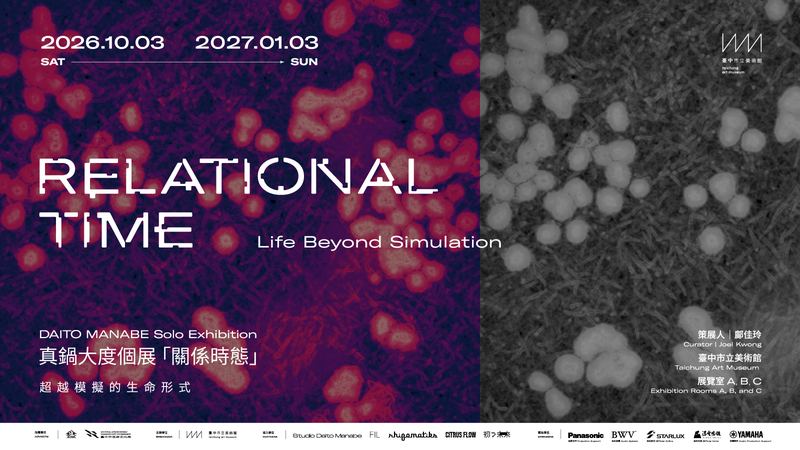 2026.10.03 2027.01.03
SAT SUN
臺中市立美術館
taichung
art museum
RELATIONAL
TIME
Life Beyond Simulation
DAITO MANABE Solo Exhibition
真鍋大度個展「關係時態」
超越模擬的生命形式
策展人｜鄺佳玲
Curator | Joel Kwong
臺中市立美術館
Taichung Art Museum
展覽室 A, B, C
Exhibition Rooms A, B, and C
Studio Daito Manabe FIL rhizomatiks CITRUS FLOW Panasonic BWV STARLUX YAMAHA